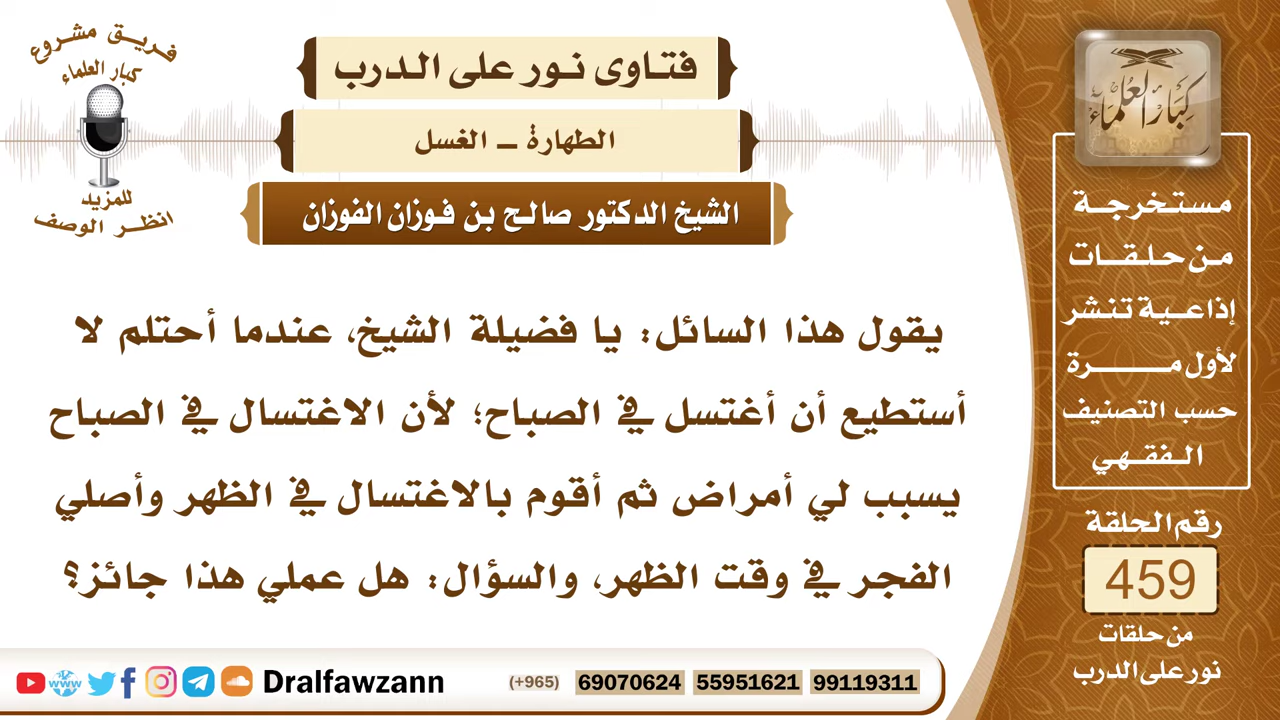 فريق مشروع
كبار العلماء
للمزيد
انظر الوصف
فتاوى نور على الدرب
الطهارة – الغسل
الشيخ الدكتور صالح بن فوزان الفوزان
يقول هذا السائل: يا فضيلة الشيخ، عندما أحتلم لا
أستطيع أن أغتسل في الصباح؛ لأن الاغتسال في الصباح
يسبب لي أمراض ثم أقوم بالاغتسال في الظهر وأصلي
الفجر في وقت الظهر، والسؤال: هل عملي هذا جائز؟
كبار العلماء
مستخرجة
من حلقات
إذاعية تنشر
لأول مرة
حسب التصنيف
الفقهي
رقم الحلقة
459
من حلقات
نور على الدرب
www Dralfawzann (+965) 69070624 55951621 99119311